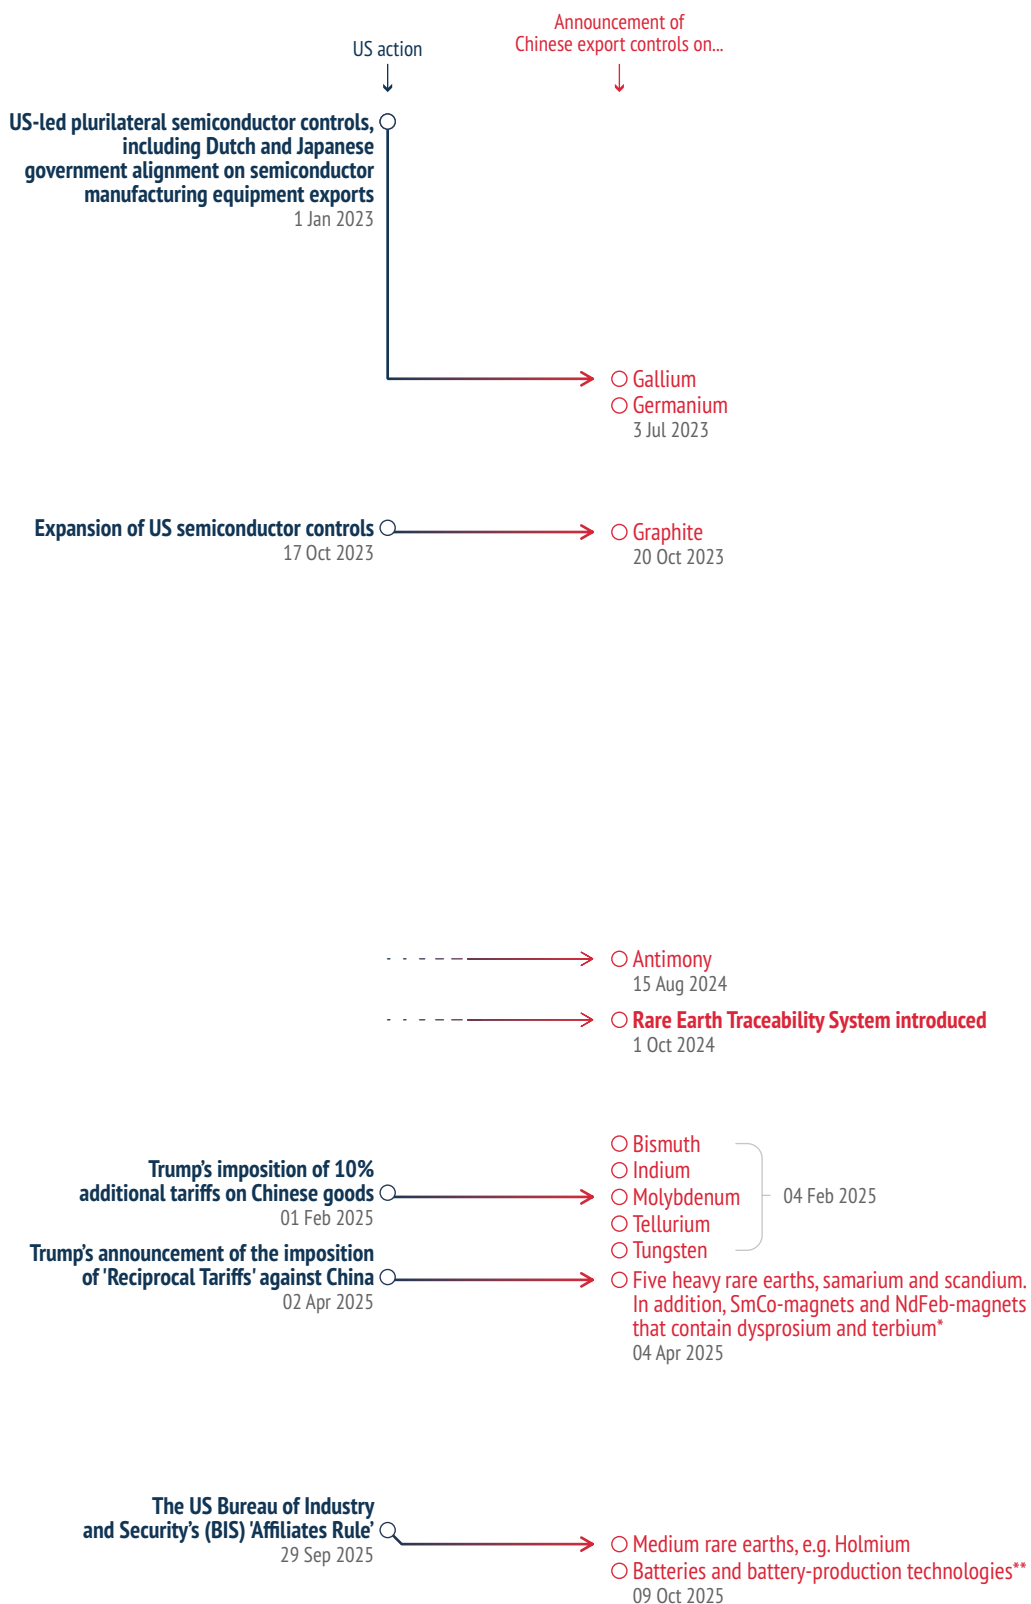 US action
Announcement of
Chinese export controls on...
US-led plurilateral semiconductor controls,
including Dutch and Japanese
government alignment on semiconductor
manufacturing equipment exports
1 Jan 2023
Gallium
Germanium
3 Jul 2023
Expansion of US semiconductor controls
17 Oct 2023
Graphite
20 Oct 2023
Antimony
15 Aug 2024
Rare Earth Traceability System introduced
1 Oct 2024
Trump's imposition of 10%
additional tariffs on Chinese goods
01 Feb 2025
Bismuth
Indium
Molybdenum
Tellurium
Tungsten
04 Feb 2025
Trump's announcement of the imposition
of 'Reciprocal Tariffs' against China
02 Apr 2025
Five heavy rare earths, samarium and scandium.
In addition, SmCo-magnets and NdFeb-magnets
that contain dysprosium and terbium*
04 Apr 2025
The US Bureau of Industry
and Security's (BIS) 'Affiliates Rule'
29 Sep 2025
Medium rare earths, e.g. Holmium
Batteries and battery-production technologies**
09 Oct 2025